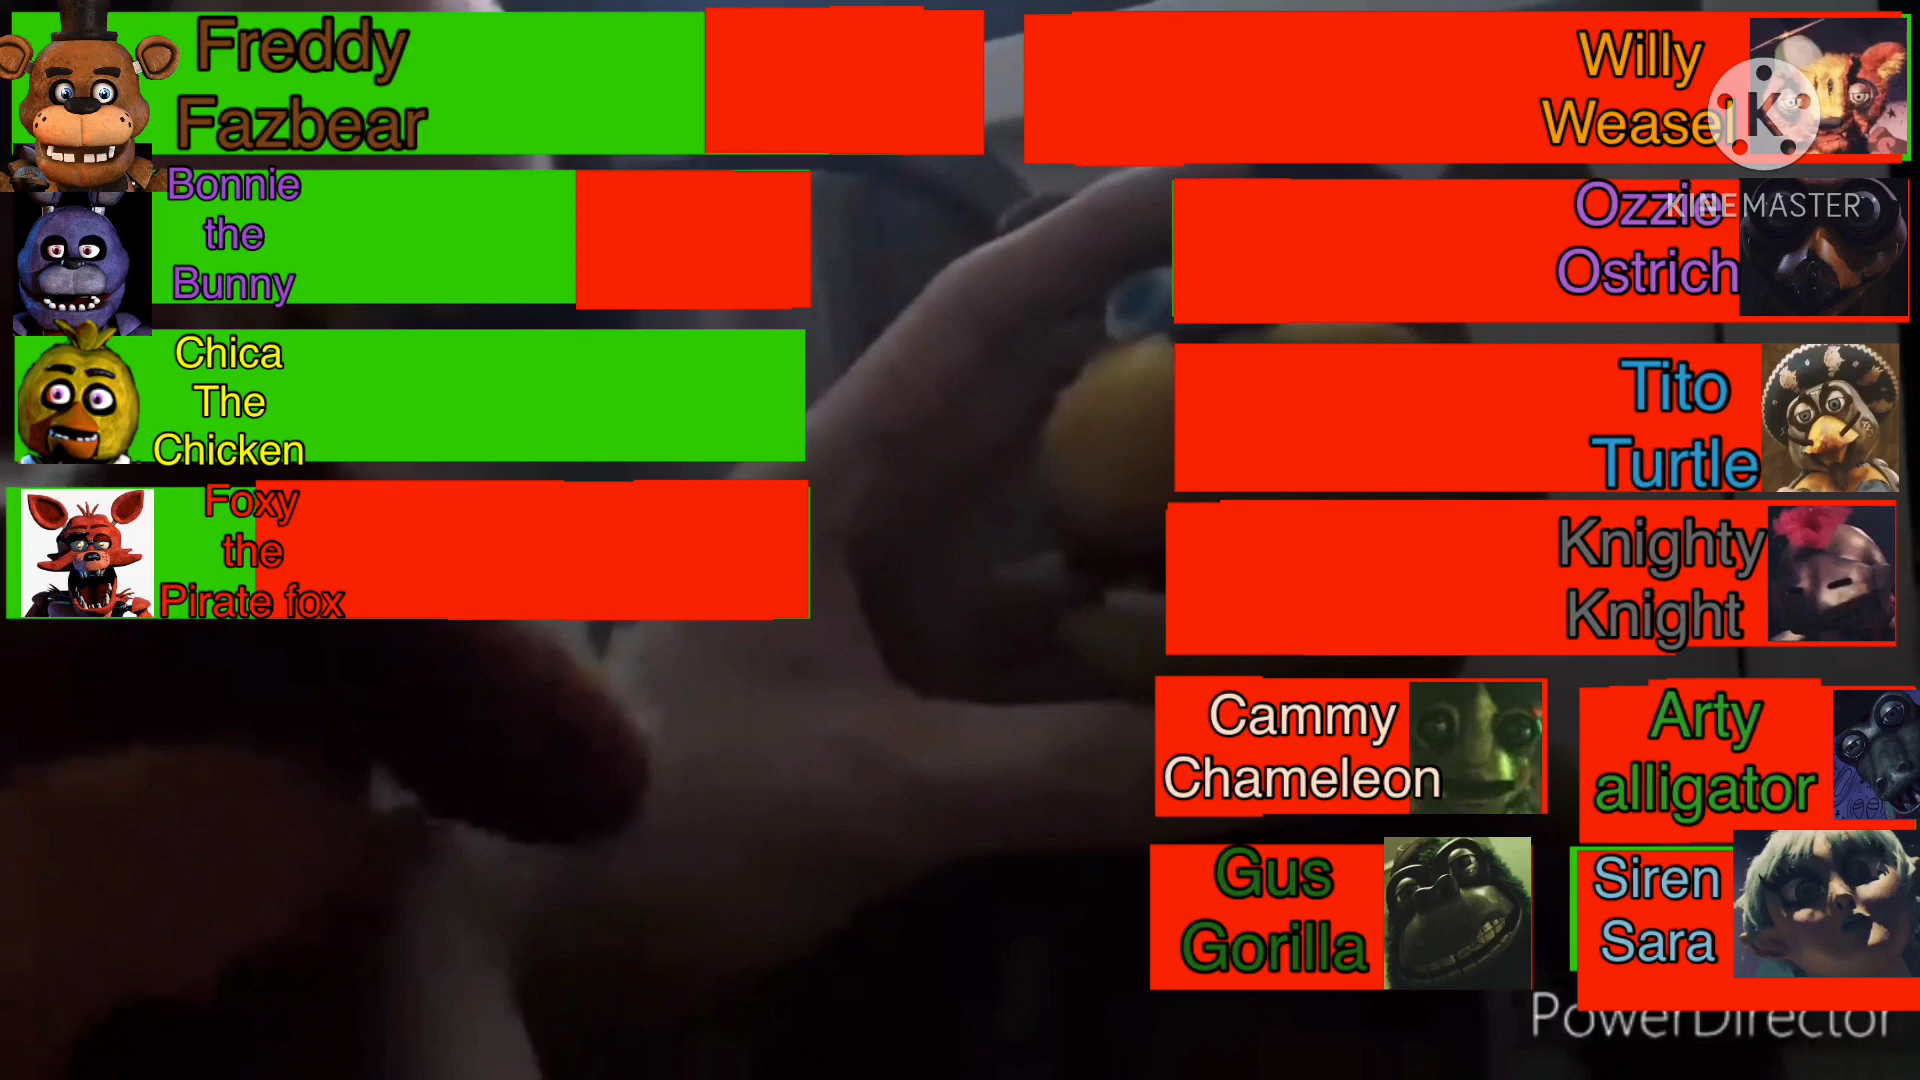 Freddy
Fazbear
Bonnie
the
Bunny
Chica
The
Chicken
Foxy
the
Pirate fox
Willy
Weasel
K
KINEMASTER
Ozzie
Ostrich
Tito
Turtle
Knighty
Knight
Cammy
Chameleon
Arty
alligator
Gus
Gorilla
Siren
Sara
PowerDirector